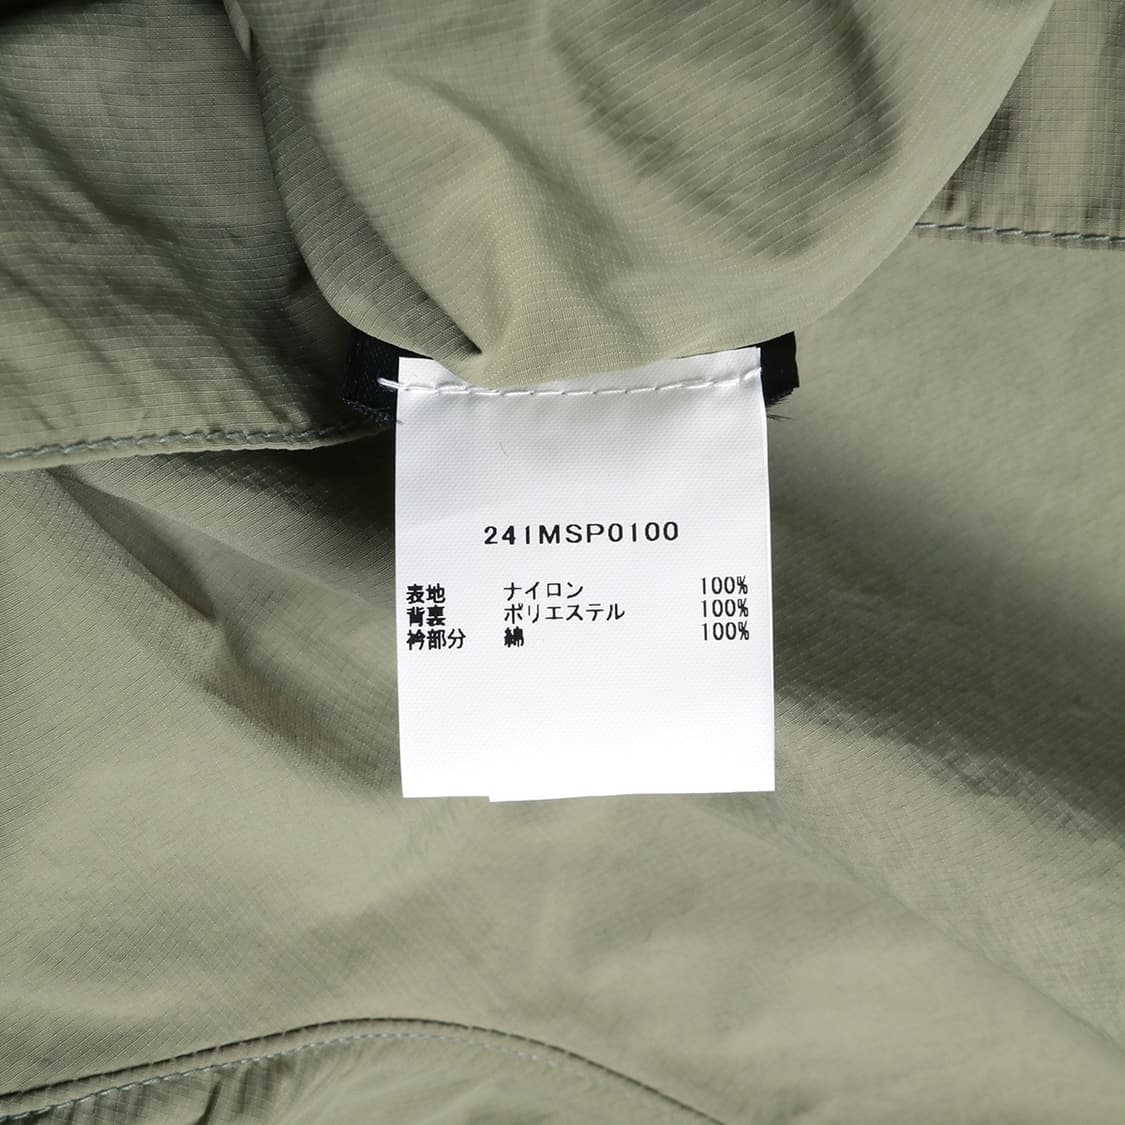 241MSP0100
表地 ナイロン 100%
背裏 ポリエステル 100%
衿部分 綿 100%